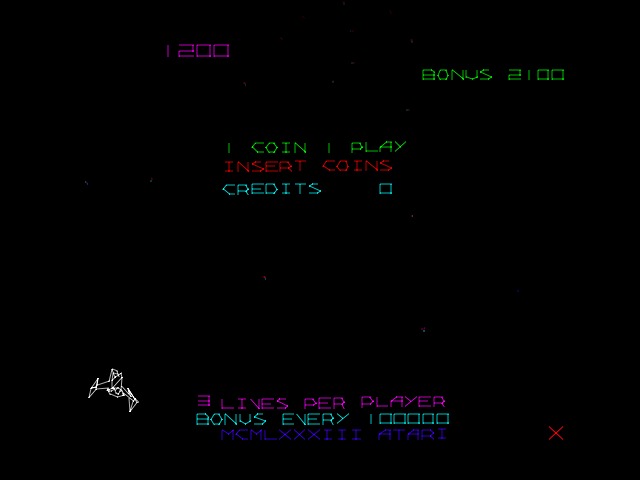 1200
BONUS 2100
1 COIN 1 PLAY
INSERT COINS
CREDITS 0
3 LIVES PER PLAYER
BONUS EVERY 100000
MCMLXXXIII ATARI